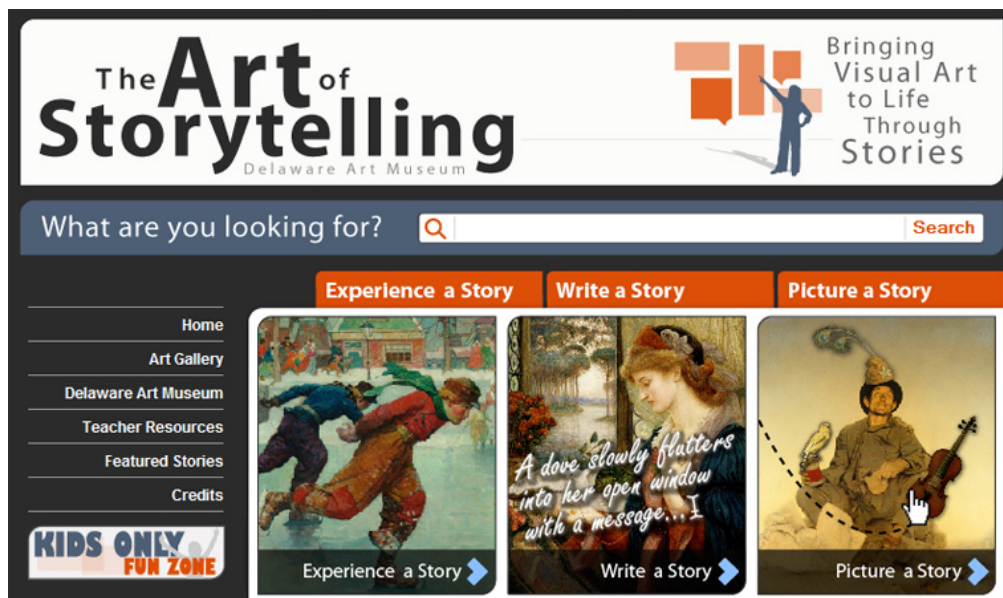 The Art of
Storytelling
Delaware Art Museum
Bringing
Visual Art
to Life
Through
Stories
What are you looking for?
Search
Experience a Story
Write a Story
Picture a Story
Home
Art Gallery
Delaware Art Museum
Teacher Resources
Featured Stories
Credits
KIDS ONLY
FUN ZONE
A dove slowly flutters
into her open window
with a message...
Experience a Story
Write a Story
Picture a Story